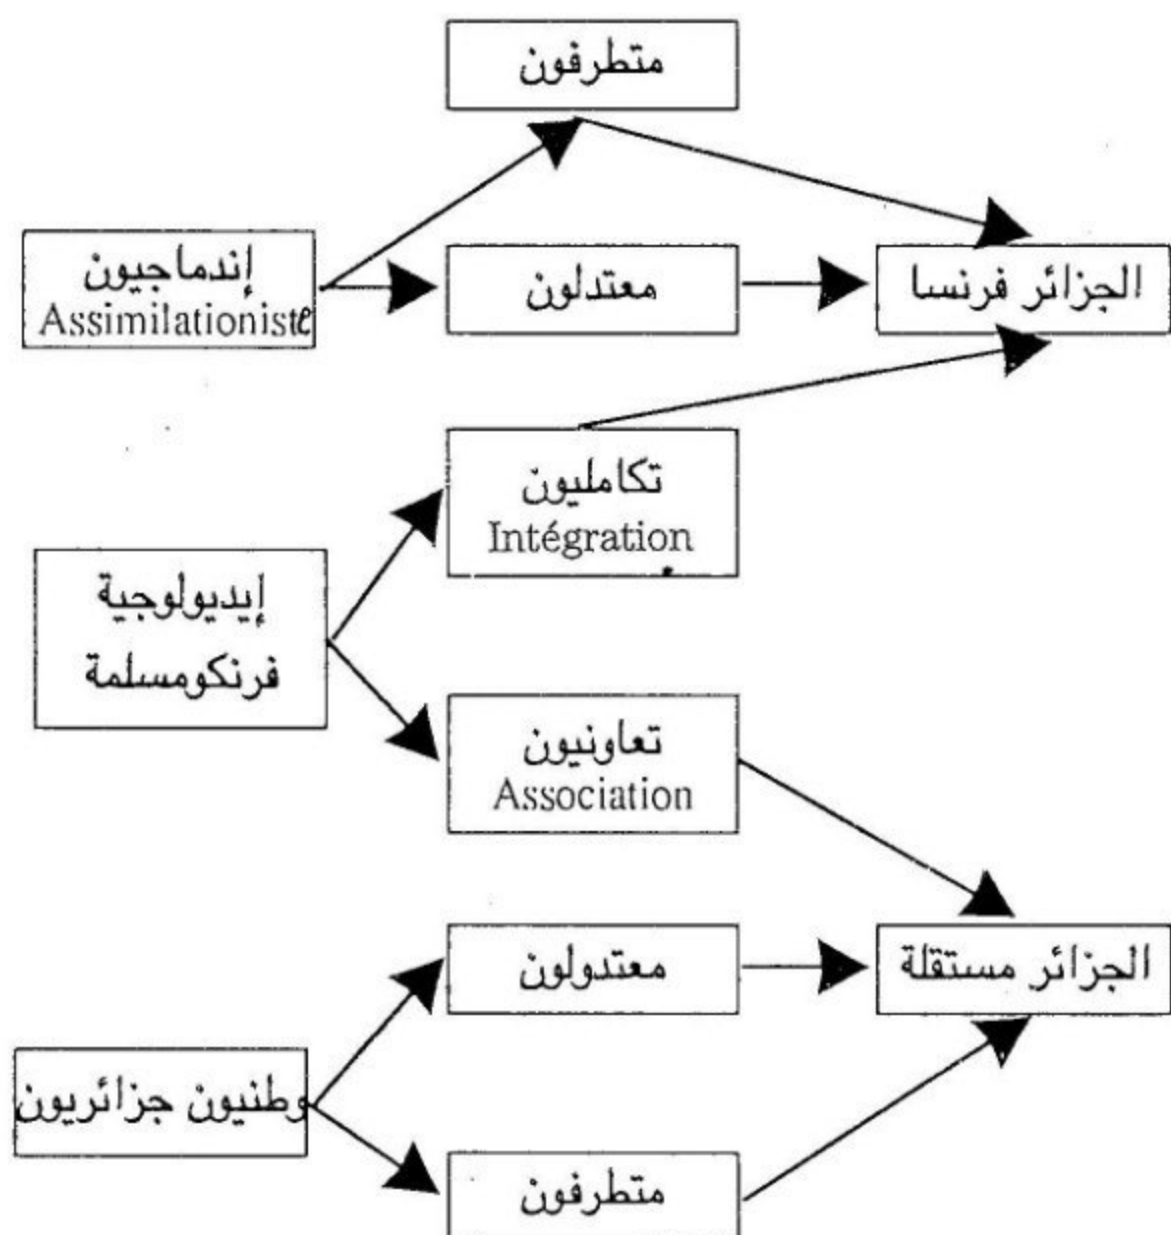 متطرفون
إندماجيون
Assimilationiste
معتدلون
الجزائر فرنسا
تكامليون
Intégration
إيديولوجية
فرنكومسلمة
تعاونيون
Association
معتدولون
الجزائر مستقلة
وطنيون جزائريون
متطرفون